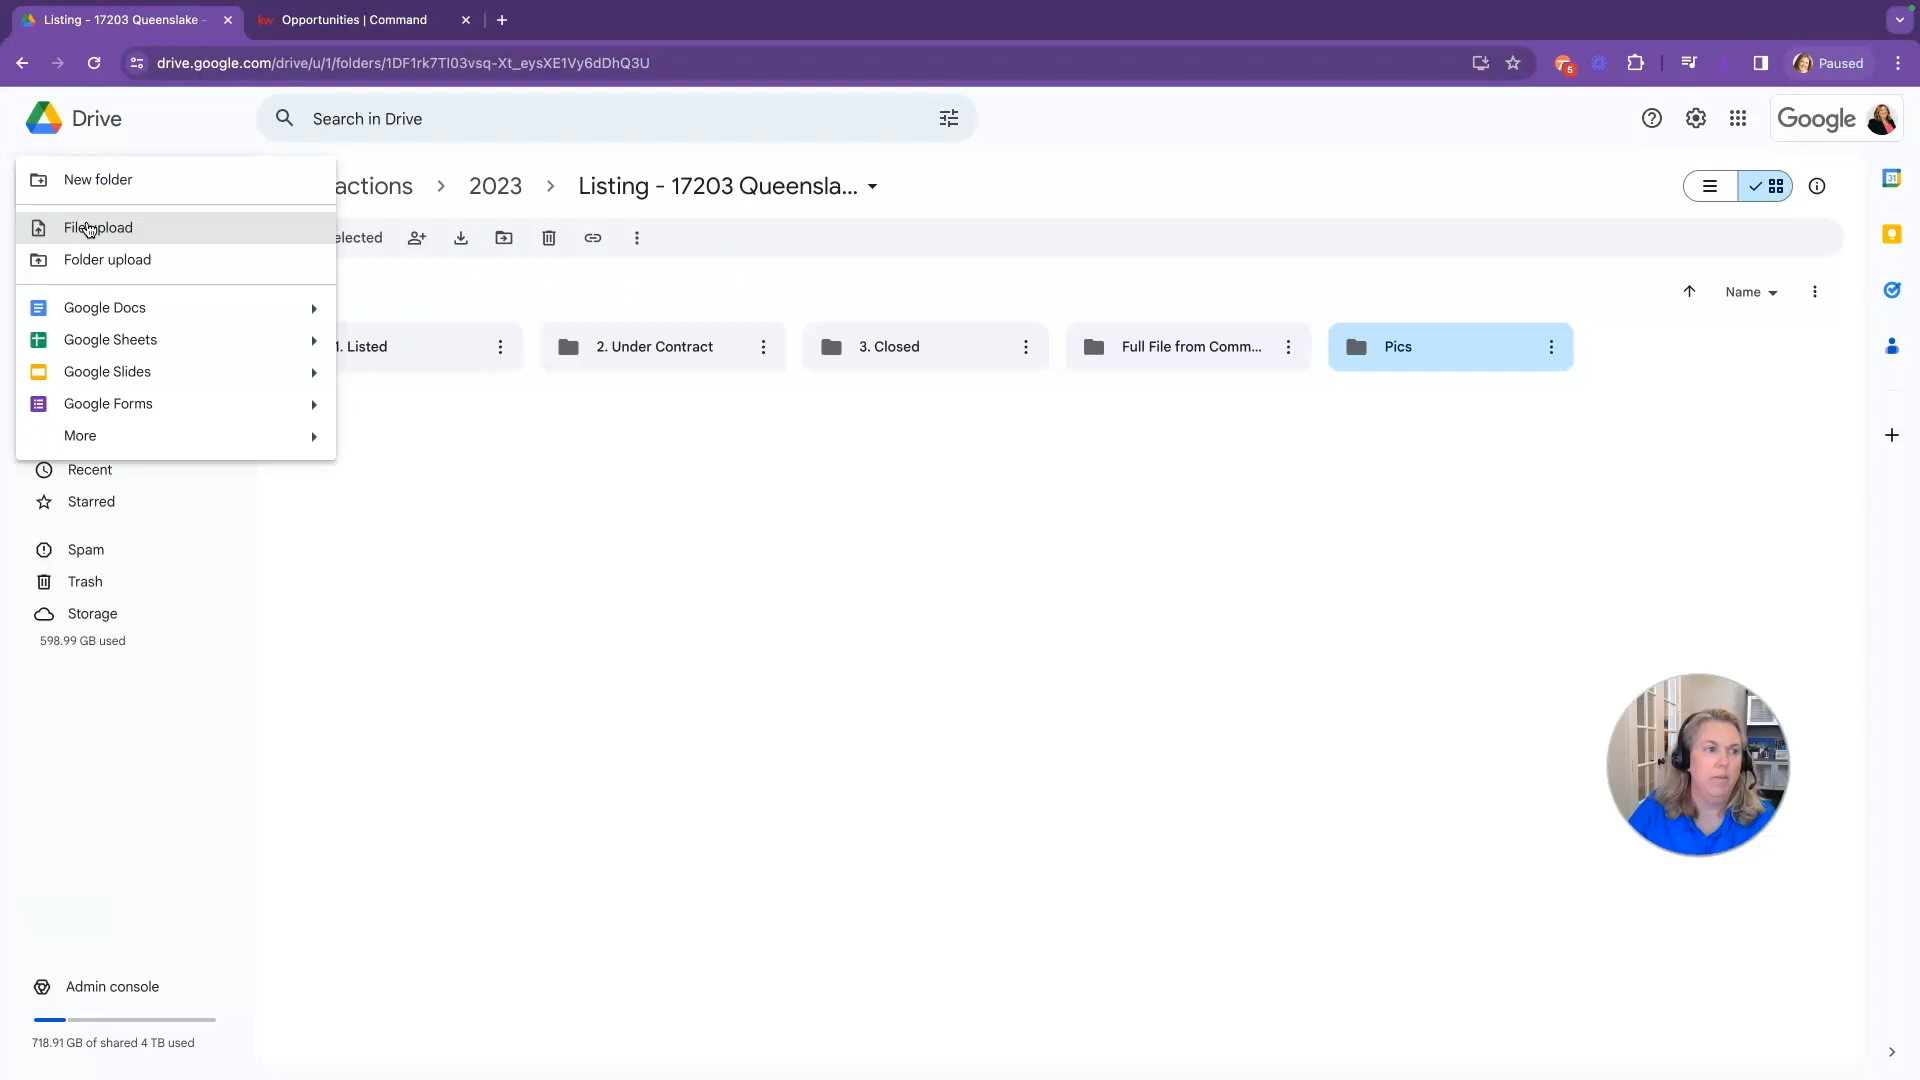 Listing - 17203 Queenslake -
Opportunities | Command
drive.google.com/drive/u/1/folders/1DF1rk7TI03vsq-Xt_eysXE1Vy6dDhQ3U
5
Paused
Drive
Search in Drive
Google
New folder
File upload
Folder upload
Google Docs
Google Sheets
Google Slides
Google Forms
More
actions
2023
Listing - 17203 Queensla...
elected
Name
1. Listed
2. Under Contract
3. Closed
Full File from Comm...
Pics
31
Recent
Starred
Spam
Trash
Storage
598.99 GB used
Admin console
718.91 GB of shared 4 TB used